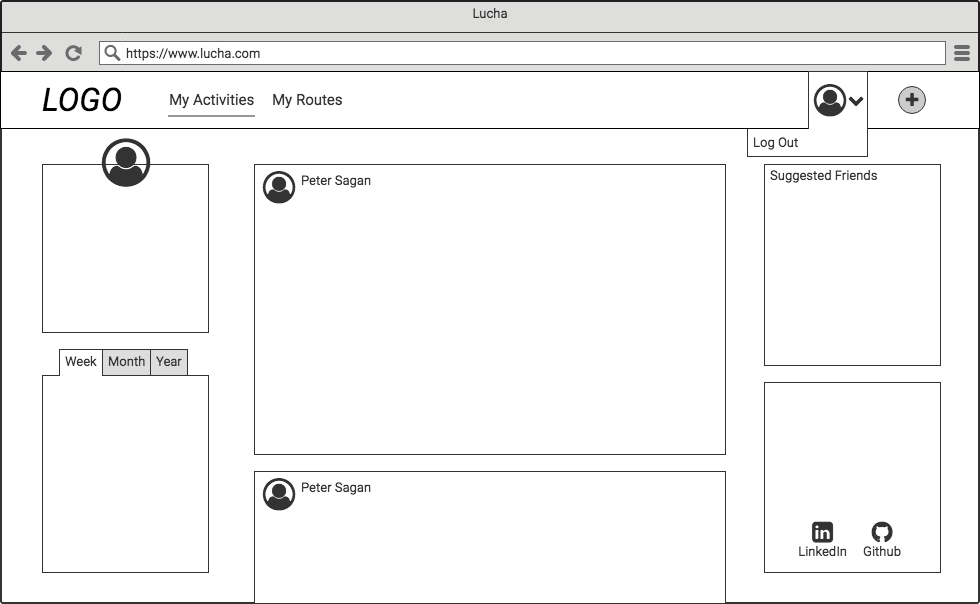 Lucha
https://www.lucha.com
LOGO
My Activities
My Routes
Log Out
Peter Sagan
Suggested Friends
Week
Month
Year
Peter Sagan
LinkedIn
Github